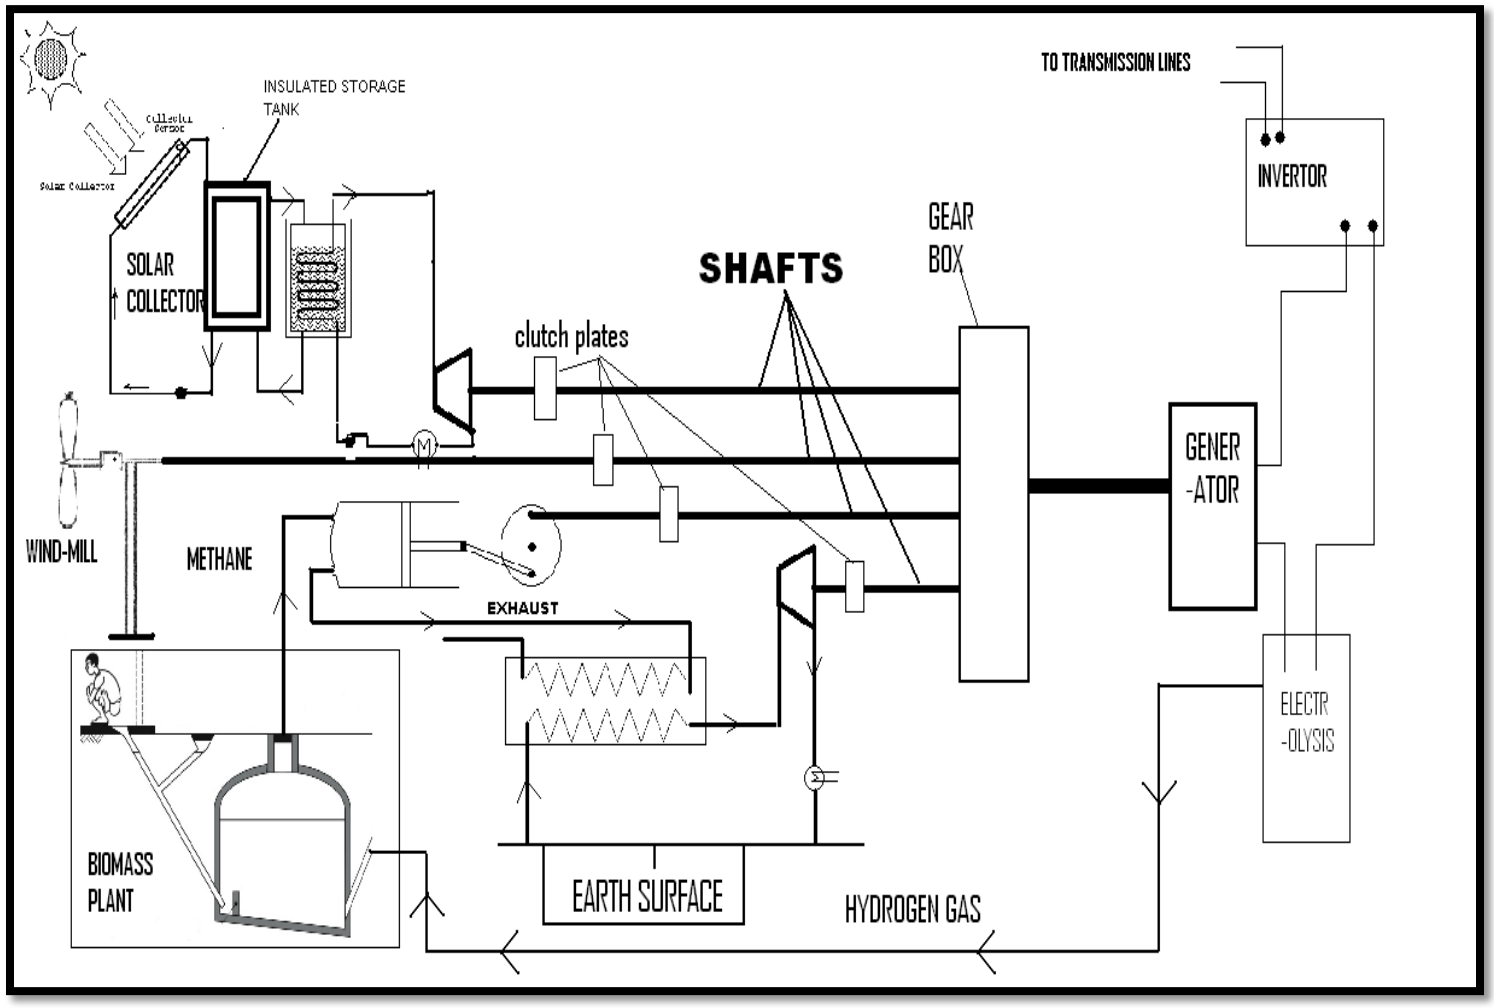 TO TRANSMISSION LINES
INSULATED STORAGE
TANK
Collector
Sensor
Solar Collector
INVERTOR
GEAR
BOX
SOLAR
COLLECTOR
SHAFTS
clutch plates
M
GENER
-ATOR
WIND-MILL
METHANE
EXHAUST
ELECTR
-OLYSIS
BIOMASS
PLANT
EARTH SURFACE
HYDROGEN GAS